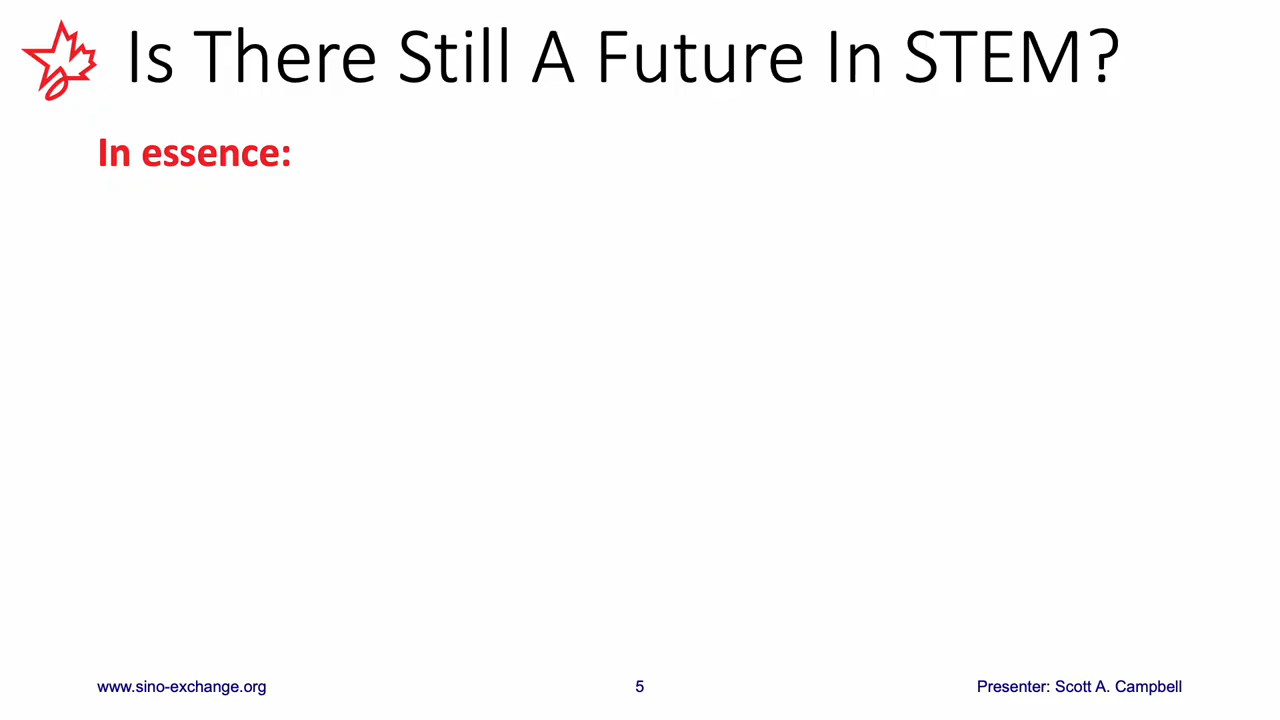 Is There Still A Future In STEM?
In essence:
www.sino-exchange.org
5
Presenter: Scott A. Campbell